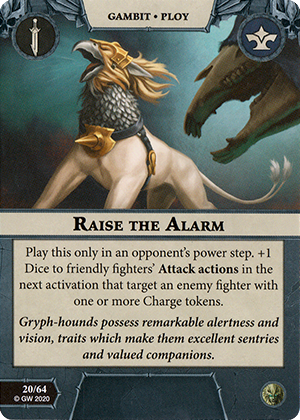 GAMBIT • PLOY
RAISE THE ALARM
Play this only in an opponent's power step. +1
Dice to friendly fighters' Attack actions in the
next activation that target an enemy fighter with
one or more Charge tokens.
Gryph-hounds possess remarkable alertness and
vision, traits which make them excellent sentries
and valued companions.
20/64
© GW 2020